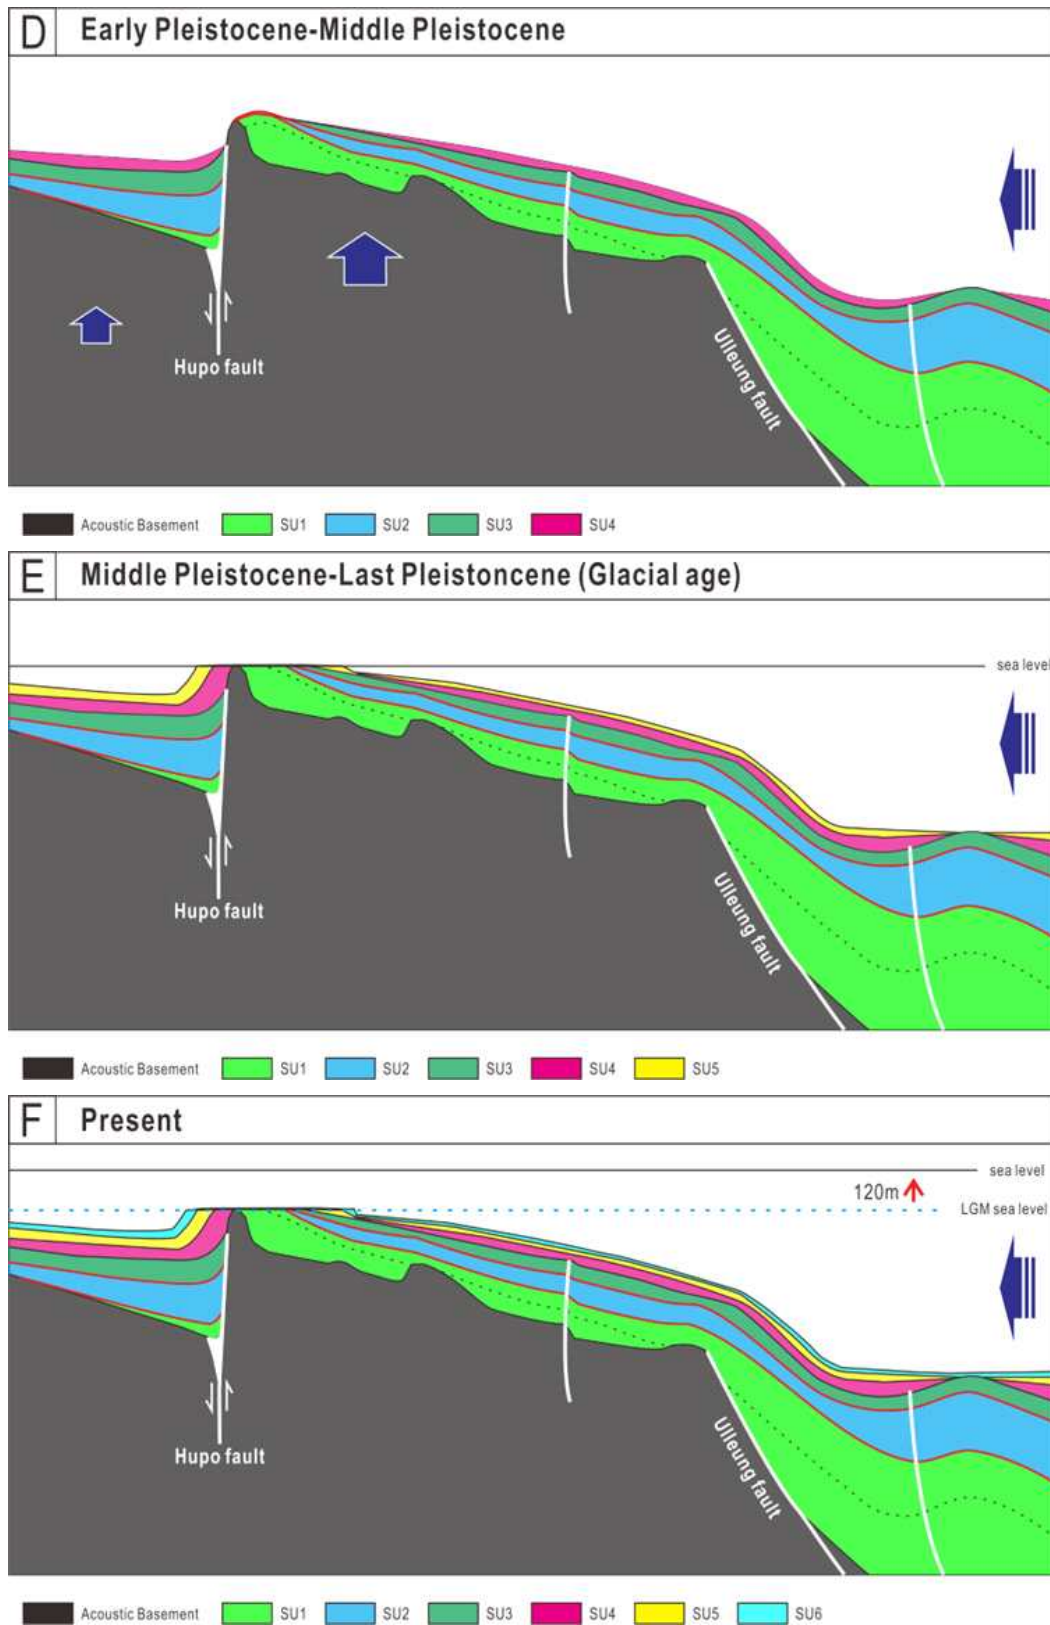 D Early Pleistocene-Middle Pleistocene
Hupo fault
Ulleung fault
Acoustic Basement SU1 SU2 SU3 SU4
E Middle Pleistocene-Last Pleistoncene (Glacial age)
sea level
Hupo fault
Ulleung fault
Acoustic Basement SU1 SU2 SU3 SU4 SU5
F Present
sea level
120m
LGM sea level
Hupo fault
Ulleung fault
Acoustic Basement SU1 SU2 SU3 SU4 SU5 SU6